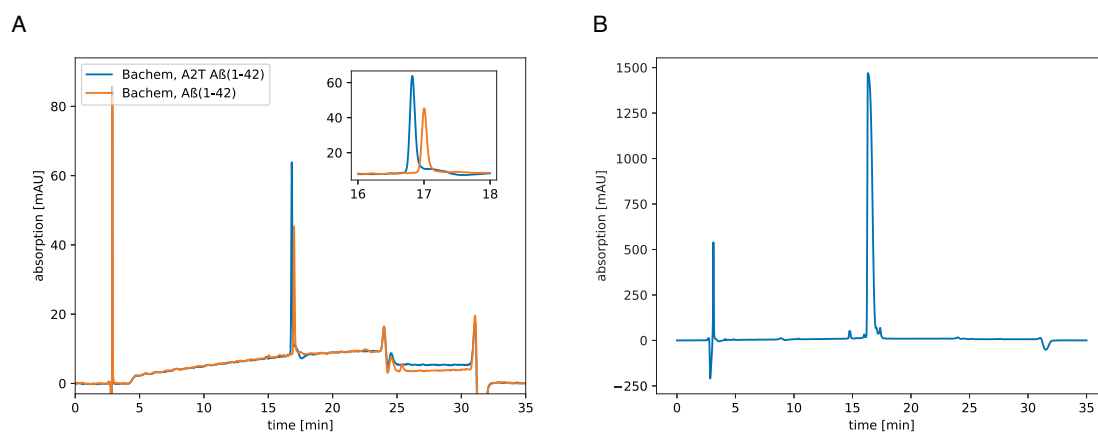 A
B
Bachem, A2T Aß(1-42)
Bachem, Aß(1-42)
absorption [mAU]
80
60
40
20
0
0 5 10 15 20 25 30 35
time [min]
60
40
20
16 17 18
absorption [mAU]
1500
1250
1000
750
500
250
0
−250
0 5 10 15 20 25 30 35
time [min]